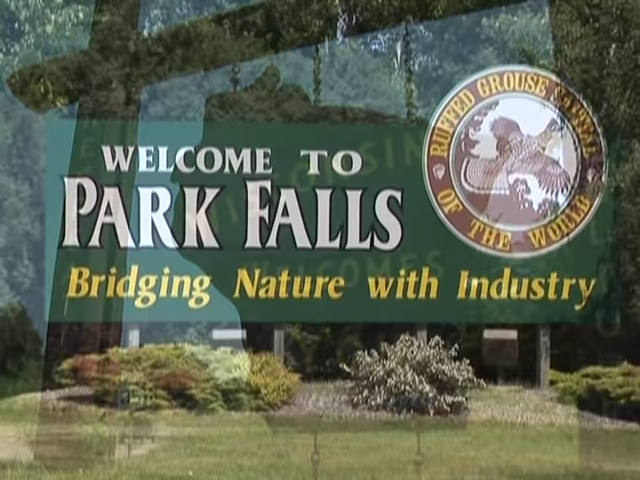 WELCOME TO
PARK FALLS
Bridging Nature with Industry
RUFFED GROUSE CAPITAL
OF THE WORLD